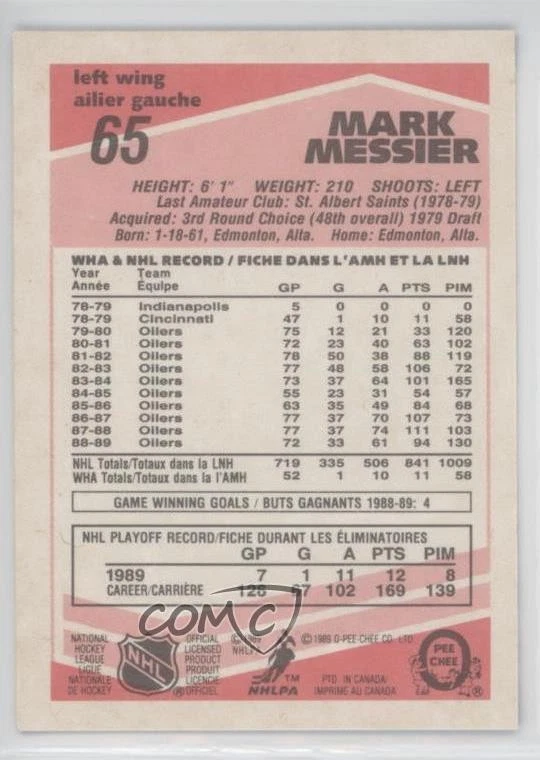 left wing
ailier gauche
65
MARK
MESSIER
HEIGHT: 6' 1" WEIGHT: 210 SHOOTS: LEFT
Last Amateur Club: St. Albert Saints (1978-79)
Acquired: 3rd Round Choice (48th overall) 1979 Draft
Born: 1-18-61, Edmonton, Alta. Home: Edmonton, Alta.
WHA & NHL RECORD / FICHE DANS L'AMH ET LA LNH
Year Team
Année Équipe GP G A PTS PIM
78-79 Indianapolis 5 0 0 0 0
78-79 Cincinnati 47 1 10 11 58
79-80 Oilers 75 12 21 33 120
80-81 Oilers 72 23 40 63 102
81-82 Oilers 78 50 38 88 119
82-83 Oilers 77 48 58 106 72
83-84 Oilers 73 37 64 101 165
84-85 Oilers 55 23 31 54 57
85-86 Oilers 63 35 49 84 68
86-87 Oilers 77 37 70 107 73
87-88 Oilers 77 37 74 111 103
88-89 Oilers 72 33 61 94 130
NHL Totals/Totaux dans la LNH 719 335 506 841 1009
WHA Totals/Totaux dans l'AMH 52 1 10 11 58
GAME WINNING GOALS / BUTS GAGNANTS 1988-89: 4
NHL PLAYOFF RECORD/FICHE DURANT LES ÉLIMINATOIRES
GP G A PTS PIM
1989 7 1 11 12 8
CAREER/CARRIÈRE 128 67 102 169 139
COMC
NATIONAL
HOCKEY
LEAGUE
LIGUE
NATIONALE
DE HOCKEY
NHL
®
OFFICIAL
LICENSED
PRODUCT
PRODUIT
LICENCIE
OFFICIEL
© 1989
NHLPA
™
NHLPA
© 1989 O-PEE-CHEE CO. LTD.
PTD. IN CANADA
IMPRIMÉ AU CANADA
O
PEE
CHEE
®